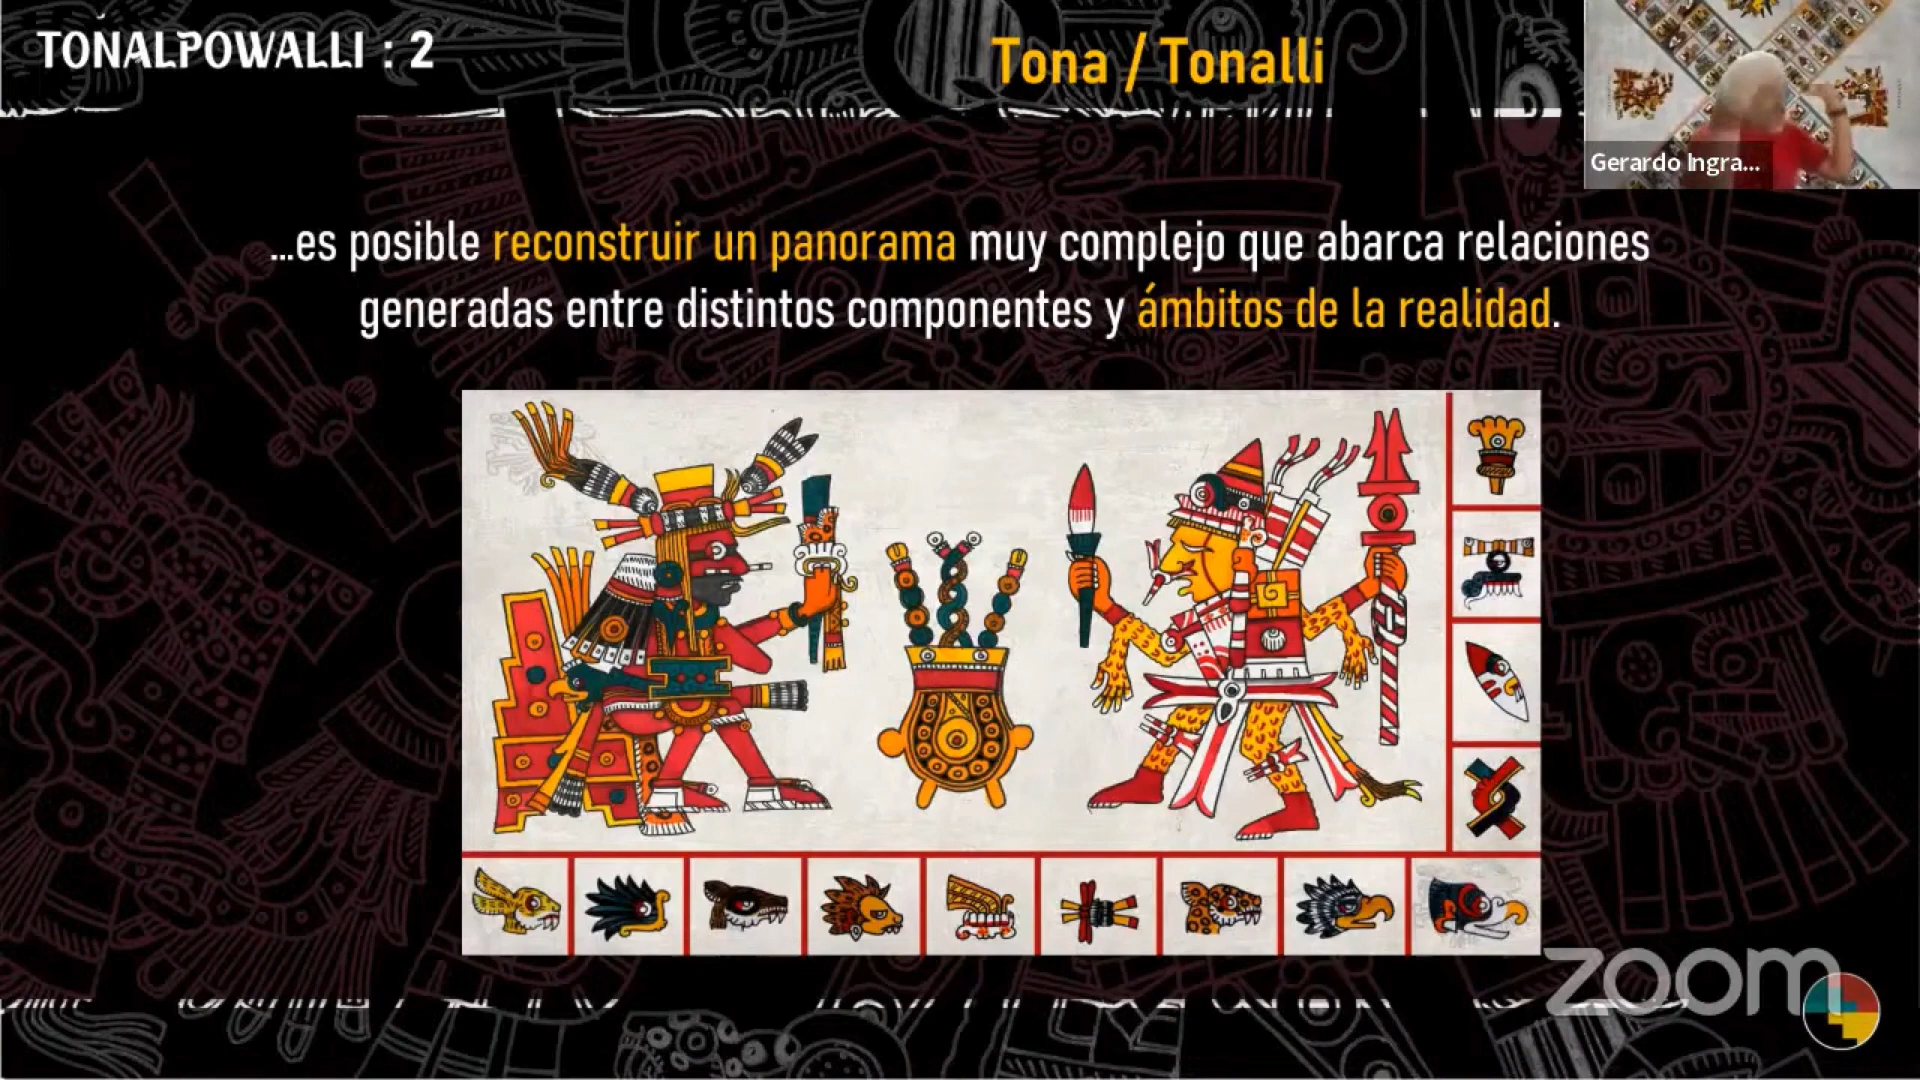 TONALPOWALLI : 2
Tona / Tonalli
Gerardo Ingra...
...es posible reconstruir un panorama muy complejo que abarca relaciones
generadas entre distintos componentes y ámbitos de la realidad.
zoom